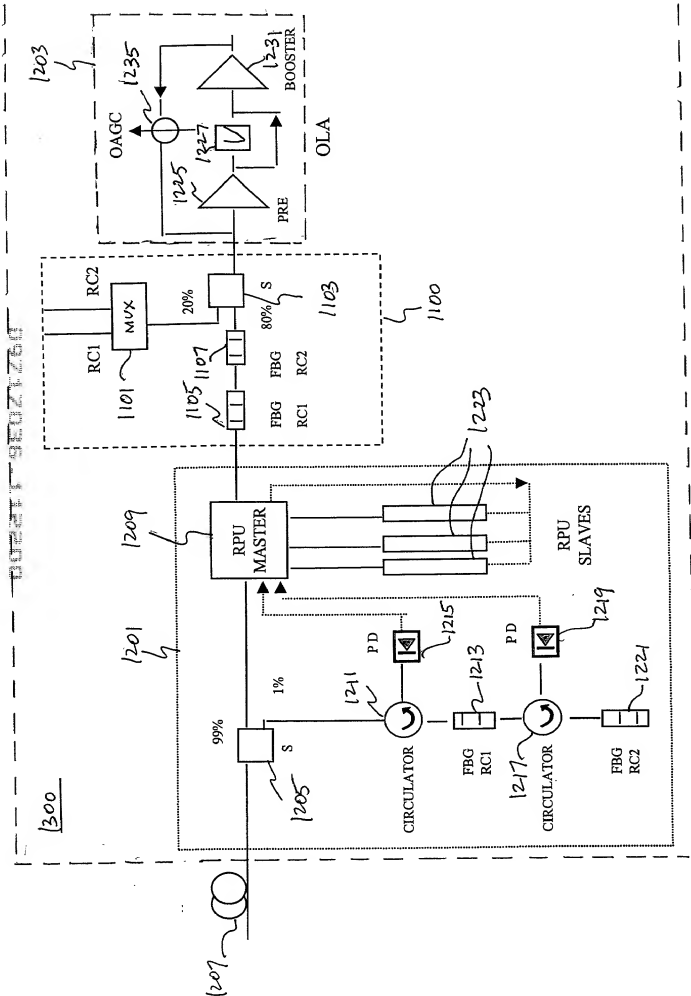 1300
1203
1201
1209
1235
OAGC
RC1
RC2
MUX
1101
1227
1225
1231
BOOSTER
PRE
OLA
20%
80%
S
1103
1105
1107
FBG
RC1
FBG
RC2
1100
1207
99%
1%
S
1205
RPU
MASTER
1211
PD
1215
CIRCULATOR
1213
FBG
RC1
1223
1217
PD
1219
CIRCULATOR
RPU
SLAVES
1221
FBG
RC2